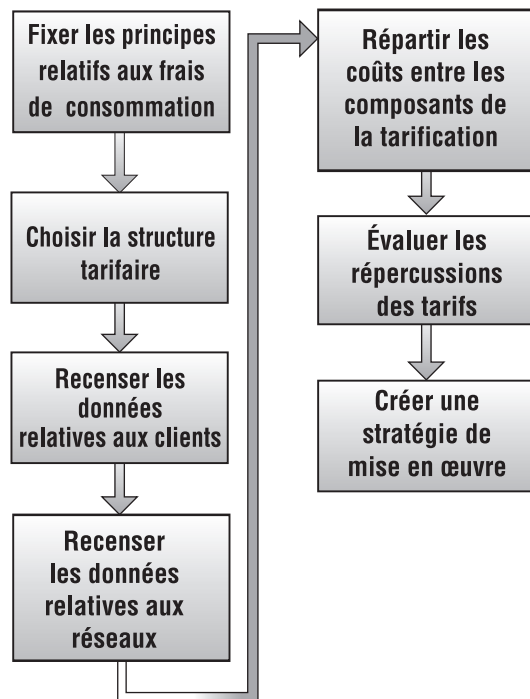 Fixer les principes
relatifs aux frais
de consommation
Choisir la structure
tarifaire
Recenser les
données
relatives aux clients
Recenser
les données
relatives aux
réseaux
Répartir les
coûts entre les
composants de
la tarification
Évaluer les
répercussions
des tarifs
Créer une
stratégie de
mise en œuvre